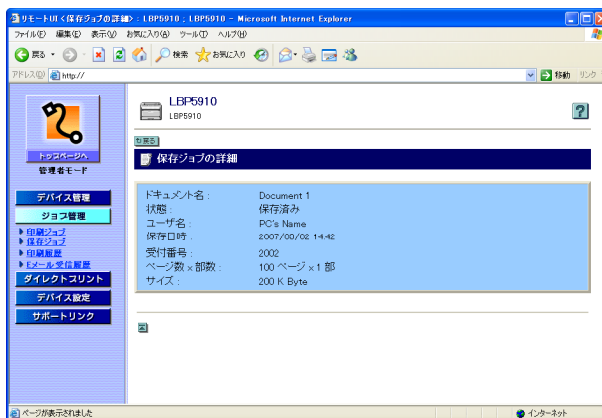 リモートUI <保存ジョブの詳細> : LBP5910 ; LBP5910 - Microsoft Internet Explorer
ファイル(F) 編集(E) 表示(V) お気に入り(A) ツール(T) ヘルプ(H)
戻る 検索 お気に入り
アドレス(D) http:// 移動 リンク
トップページへ
管理者モード
デバイス管理
ジョブ管理
印刷ジョブ
保存ジョブ
印刷履歴
Eメール受信履歴
ダイレクトプリント
デバイス設定
サポートリンク
LBP5910
LBP5910
戻る
保存ジョブの詳細
ドキュメント名 : Document 1
状態 : 保存済み
ユーザ名 : PC's Name
保存日時 : 2007/00/02 14:42
受付番号 : 2002
ページ数 x 部数 : 100 ページ x 1 部
サイズ : 200 K Byte
ページが表示されました インターネット